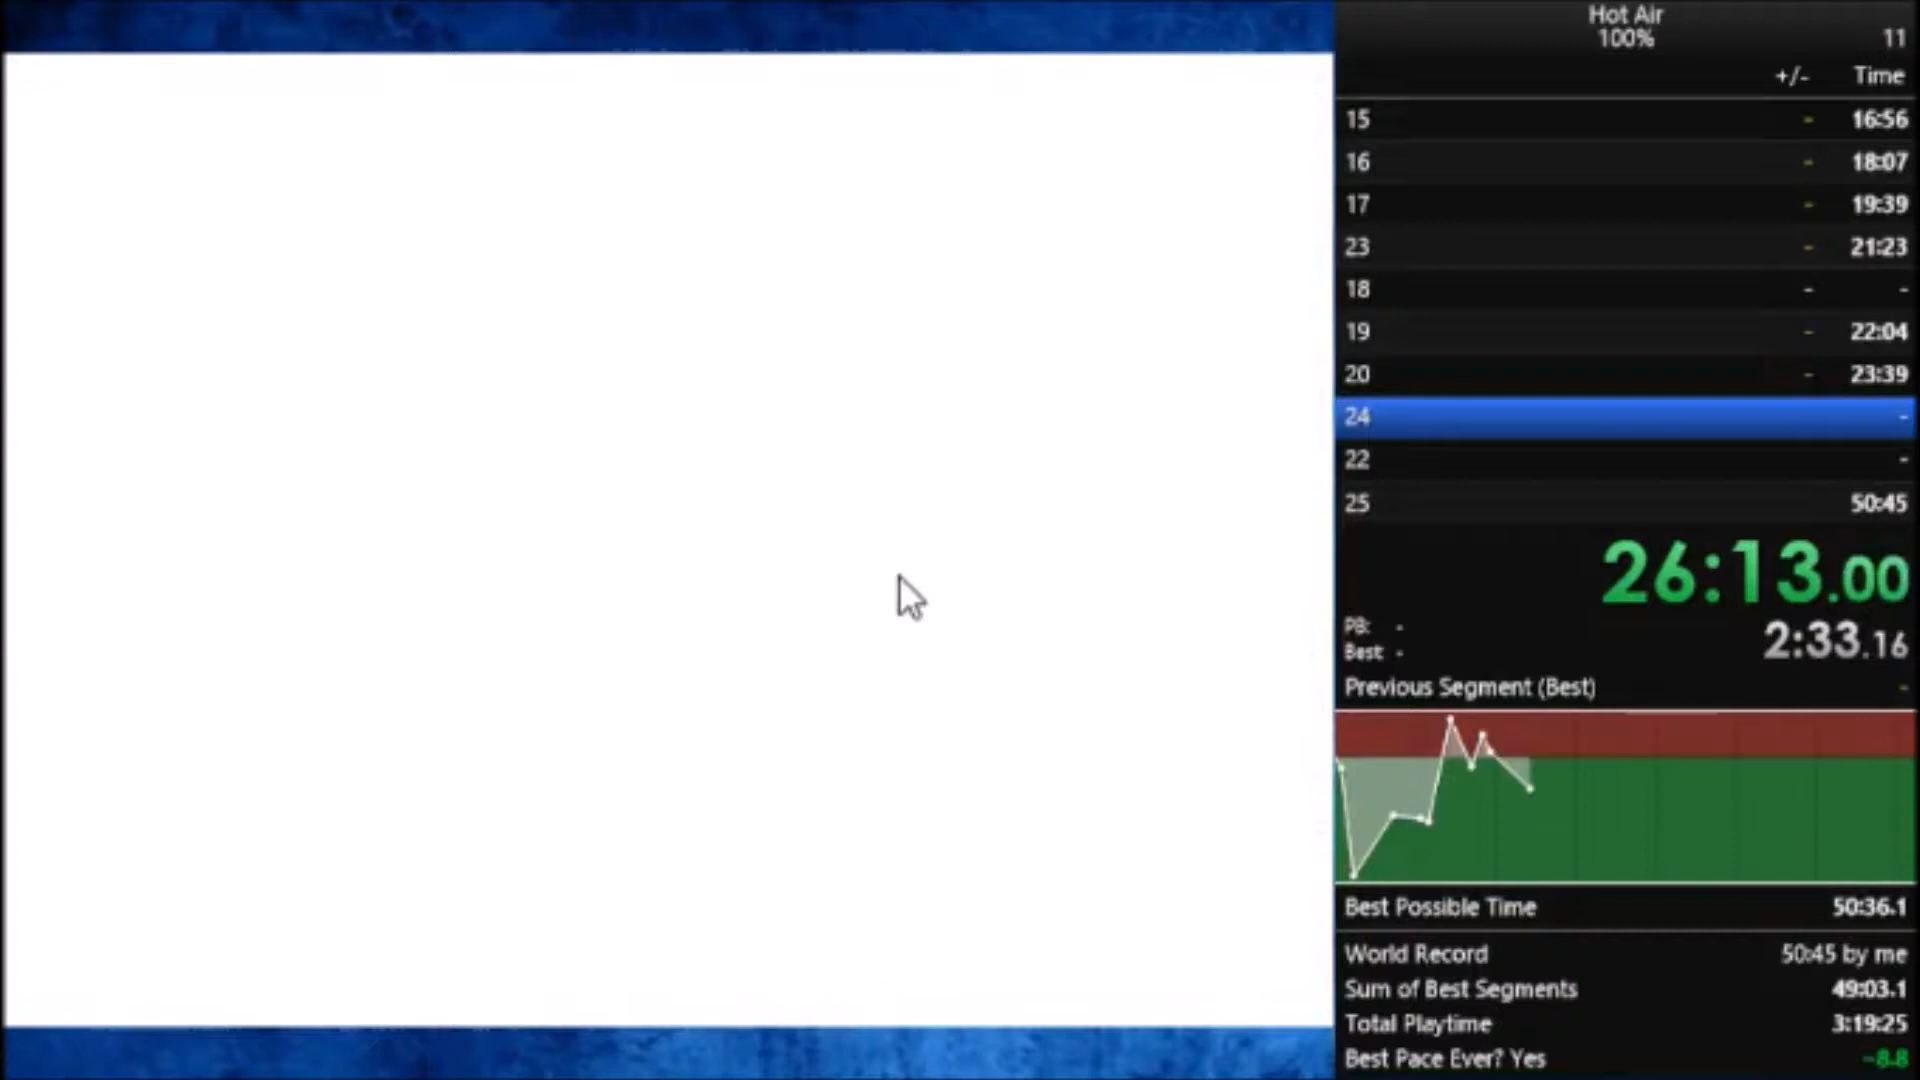 Hot Air
100% 11
+/- Time
15 - 16:56
16 - 18:07
17 - 19:39
23 - 21:23
18 - -
19 - 22:04
20 - 23:39
24 -
22 -
25 50:45
26:13.00
PB: -
2:33.16
Best: -
Previous Segment (Best) -
Best Possible Time 50:36.1
World Record 50:45 by me
Sum of Best Segments 49:03.1
Total Playtime 3:19:25
Best Pace Ever? Yes -8.8